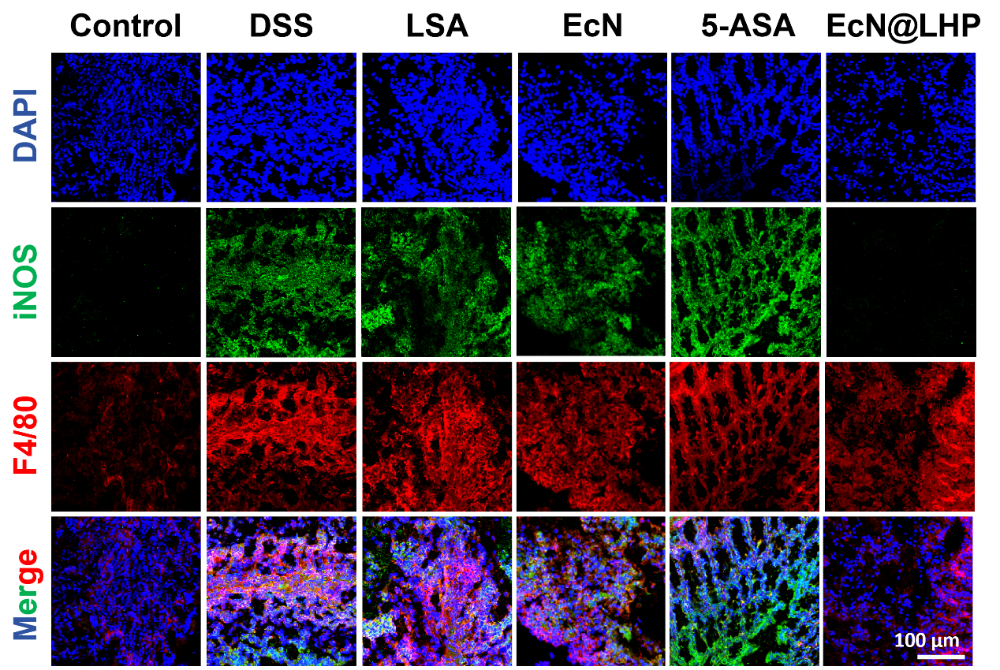 Control DSS LSA EcN 5-ASA EcN@LHP
DAPI
iNOS
F4/80
Merge
100 μm